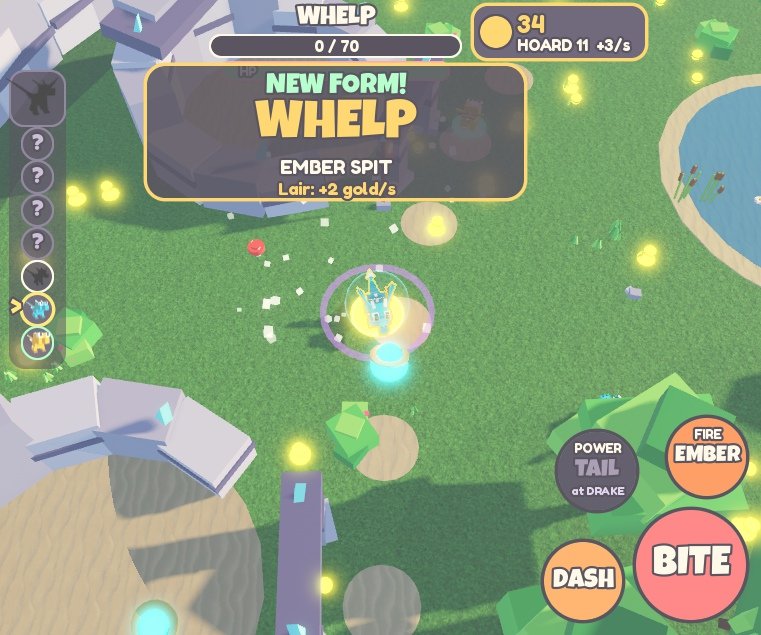 WHELP
0 / 70
34
HOARD 11 +3/s
HP
NEW FORM!
WHELP
EMBER SPIT
Lair: +2 gold/s
?
?
?
?
>
POWER
TAIL
at DRAKE
FIRE
EMBER
DASH
BITE